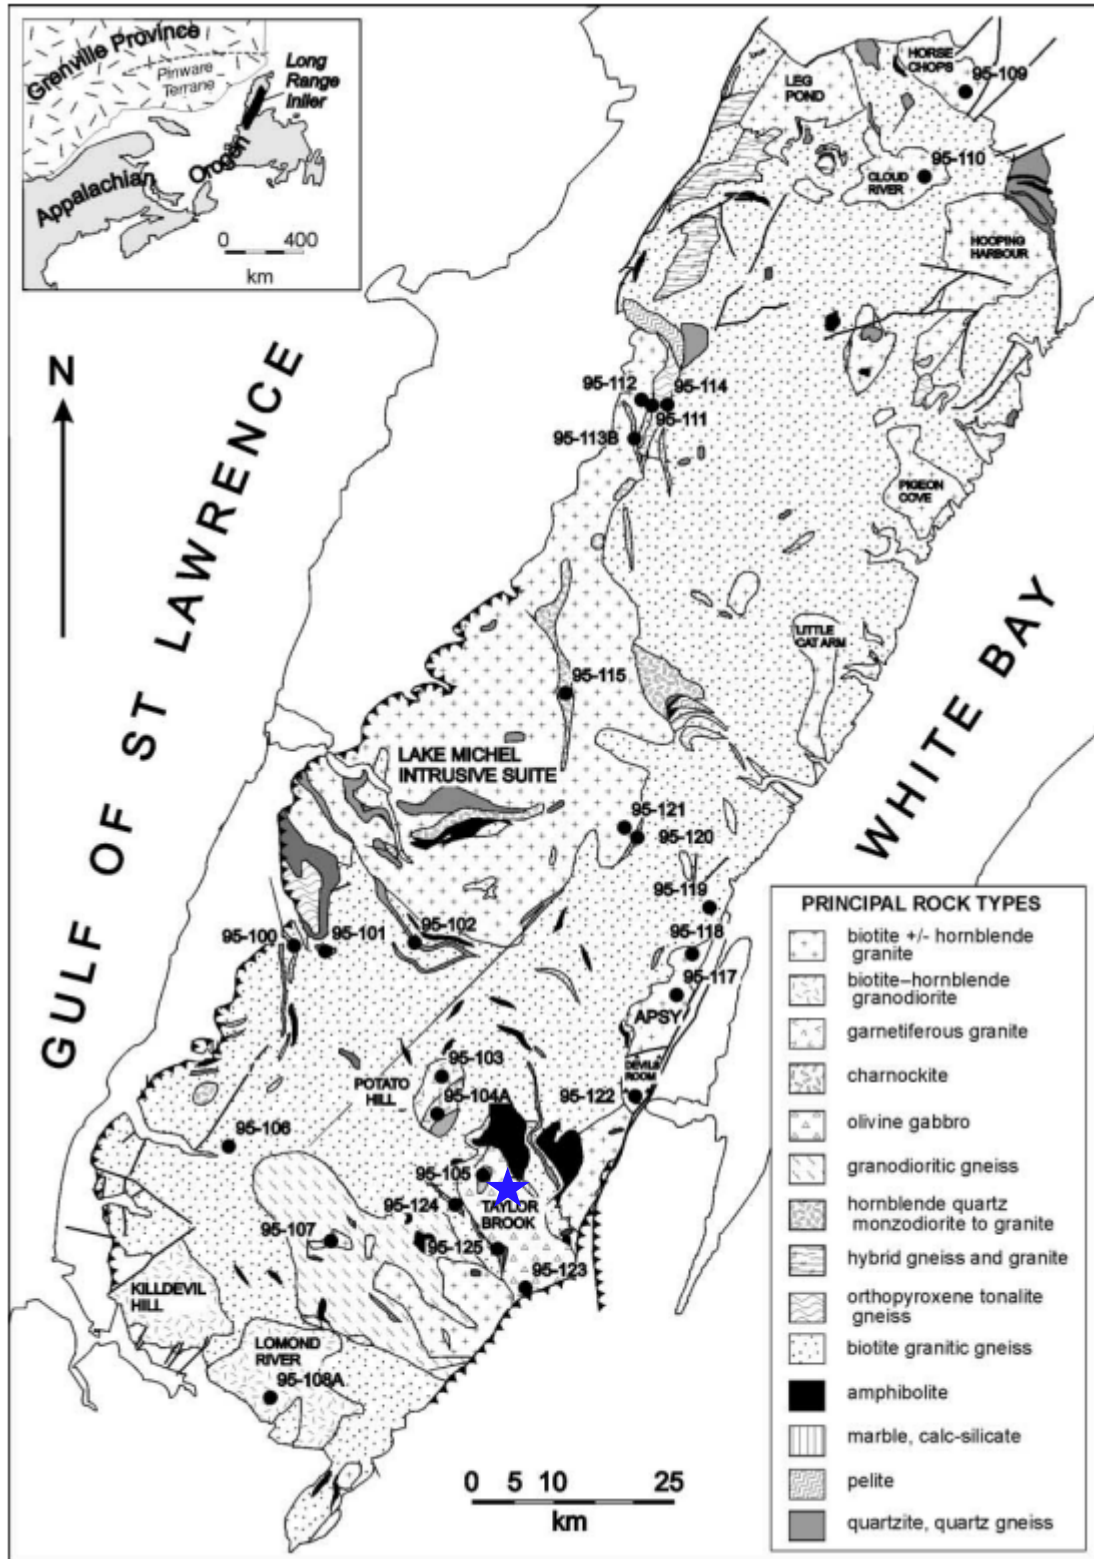 Grenville Province
Pinware
Terrane
Long
Range
Inlier
Appalachian
Orogen
0 400
km
N
GULF OF ST LAWRENCE
WHITE BAY
LEG
POND
HORSE
CHOPS
95-109
95-110
CLOUD
RIVER
HOOPING
HARBOUR
95-112
95-114
95-111
95-113B
PIGEON
COVE
LITTLE
CAT ARM
95-115
LAKE MICHEL
INTRUSIVE SUITE
95-121
95-120
95-119
95-118
95-117
95-100
95-101
95-102
APSY
DEVILS
ROOM
95-103
POTATO
HILL
95-104A
95-122
95-106
95-105
95-124
TAYLOR
BROOK
95-107
95-125
95-123
KILLDEVIL
HILL
LOMOND
RIVER
95-108A
0 5 10 25
km
PRINCIPAL ROCK TYPES
biotite +/- hornblende
granite
biotite–hornblende
granodiorite
garnetiferous granite
charnockite
olivine gabbro
granodioritic gneiss
hornblende quartz
monzodiorite to granite
hybrid gneiss and granite
orthopyroxene tonalite
gneiss
biotite granitic gneiss
amphibolite
marble, calc-silicate
pelite
quartzite, quartz gneiss